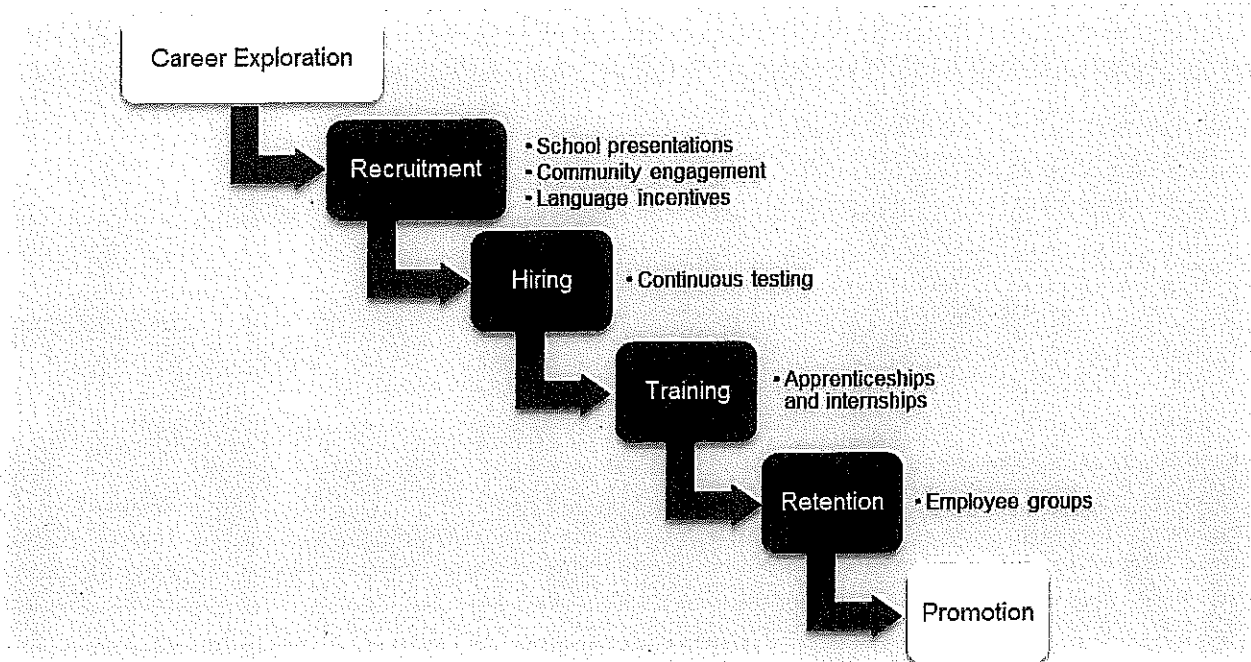 Career Exploration
Recruitment
• School presentations
• Community engagement
• Language incentives
Hiring
• Continuous testing
Training
• Apprenticeships
and internships
Retention
• Employee groups
Promotion